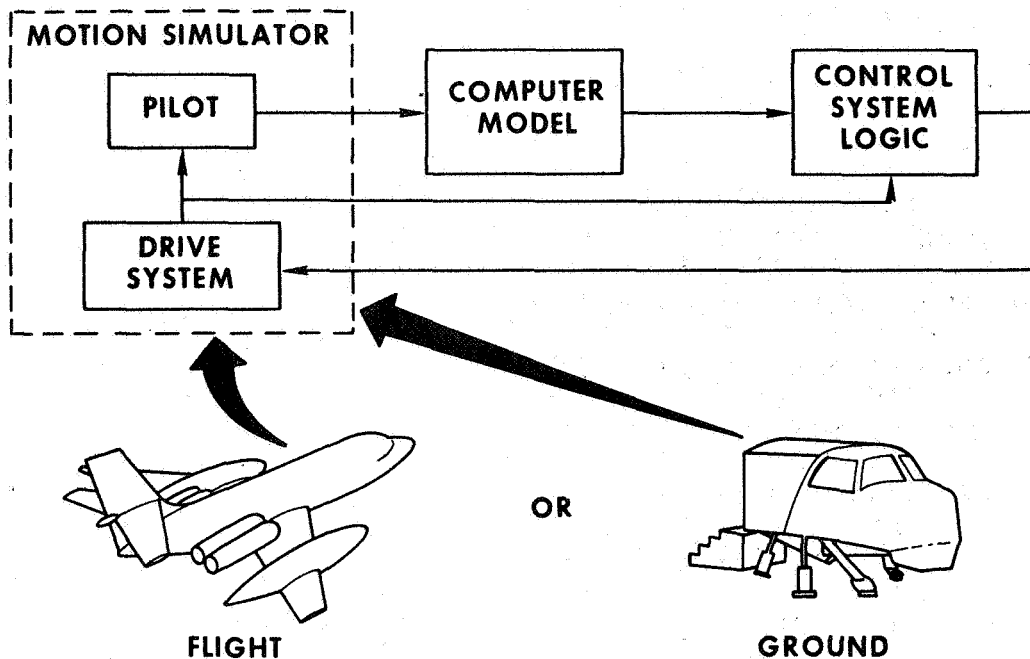 MOTION SIMULATOR
PILOT
COMPUTER
MODEL
CONTROL
SYSTEM
LOGIC
DRIVE
SYSTEM
OR
FLIGHT
GROUND